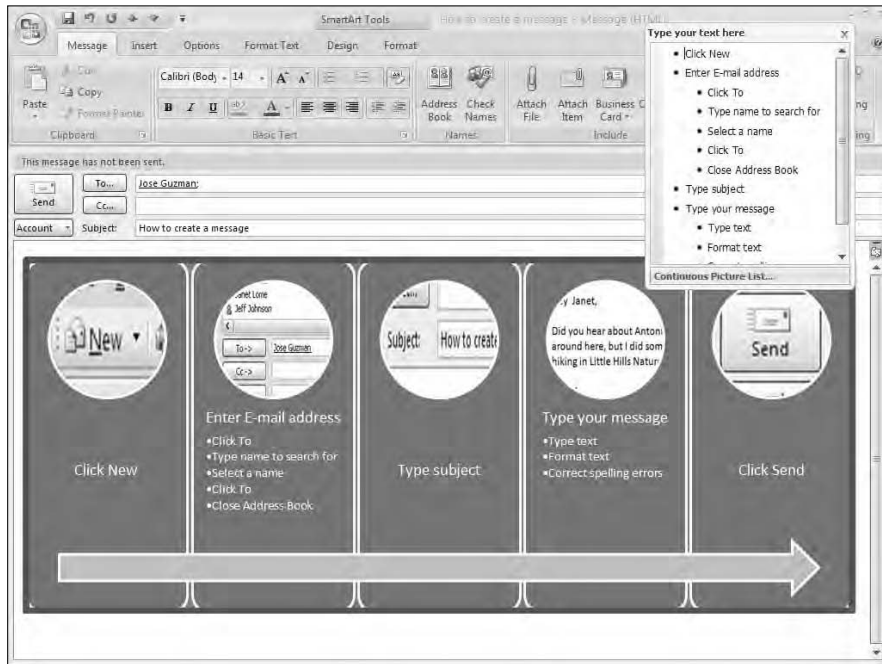 SmartArt Tools
How to create a message - Message (HTML)
Message Insert Options Format Text Design Format
Cut
Copy
Format Painter
Paste
Clipboard
Calibri (Body 14
A A
B I U ab A
Basic Text
Address Book
Check Names
Names
Attach File
Attach Item
Business Card
Include
Type your text here
x
Click New
Enter E-mail address
Click To
Type name to search for
Select a name
Click To
Close Address Book
Type subject
Type your message
Type text
Format text
Continuous Picture List...
This message has not been sent.
Send
To...
Jose Guzman;
Cc...
Account
Subject:
How to create a message
New
Janet Lorne
Jeff Johnson
To ->
Jose Guzman
Cc ->
Subject:
How to create
Janet,
Did you hear about
around here, but I did
hiking in Little Hills
Send
Click New
Enter E-mail address
•Click To
•Type name to search for
•Select a name
•Click To
•Close Address Book
Type subject
Type your message
•Type text
•Format text
•Correct spelling errors
Click Send